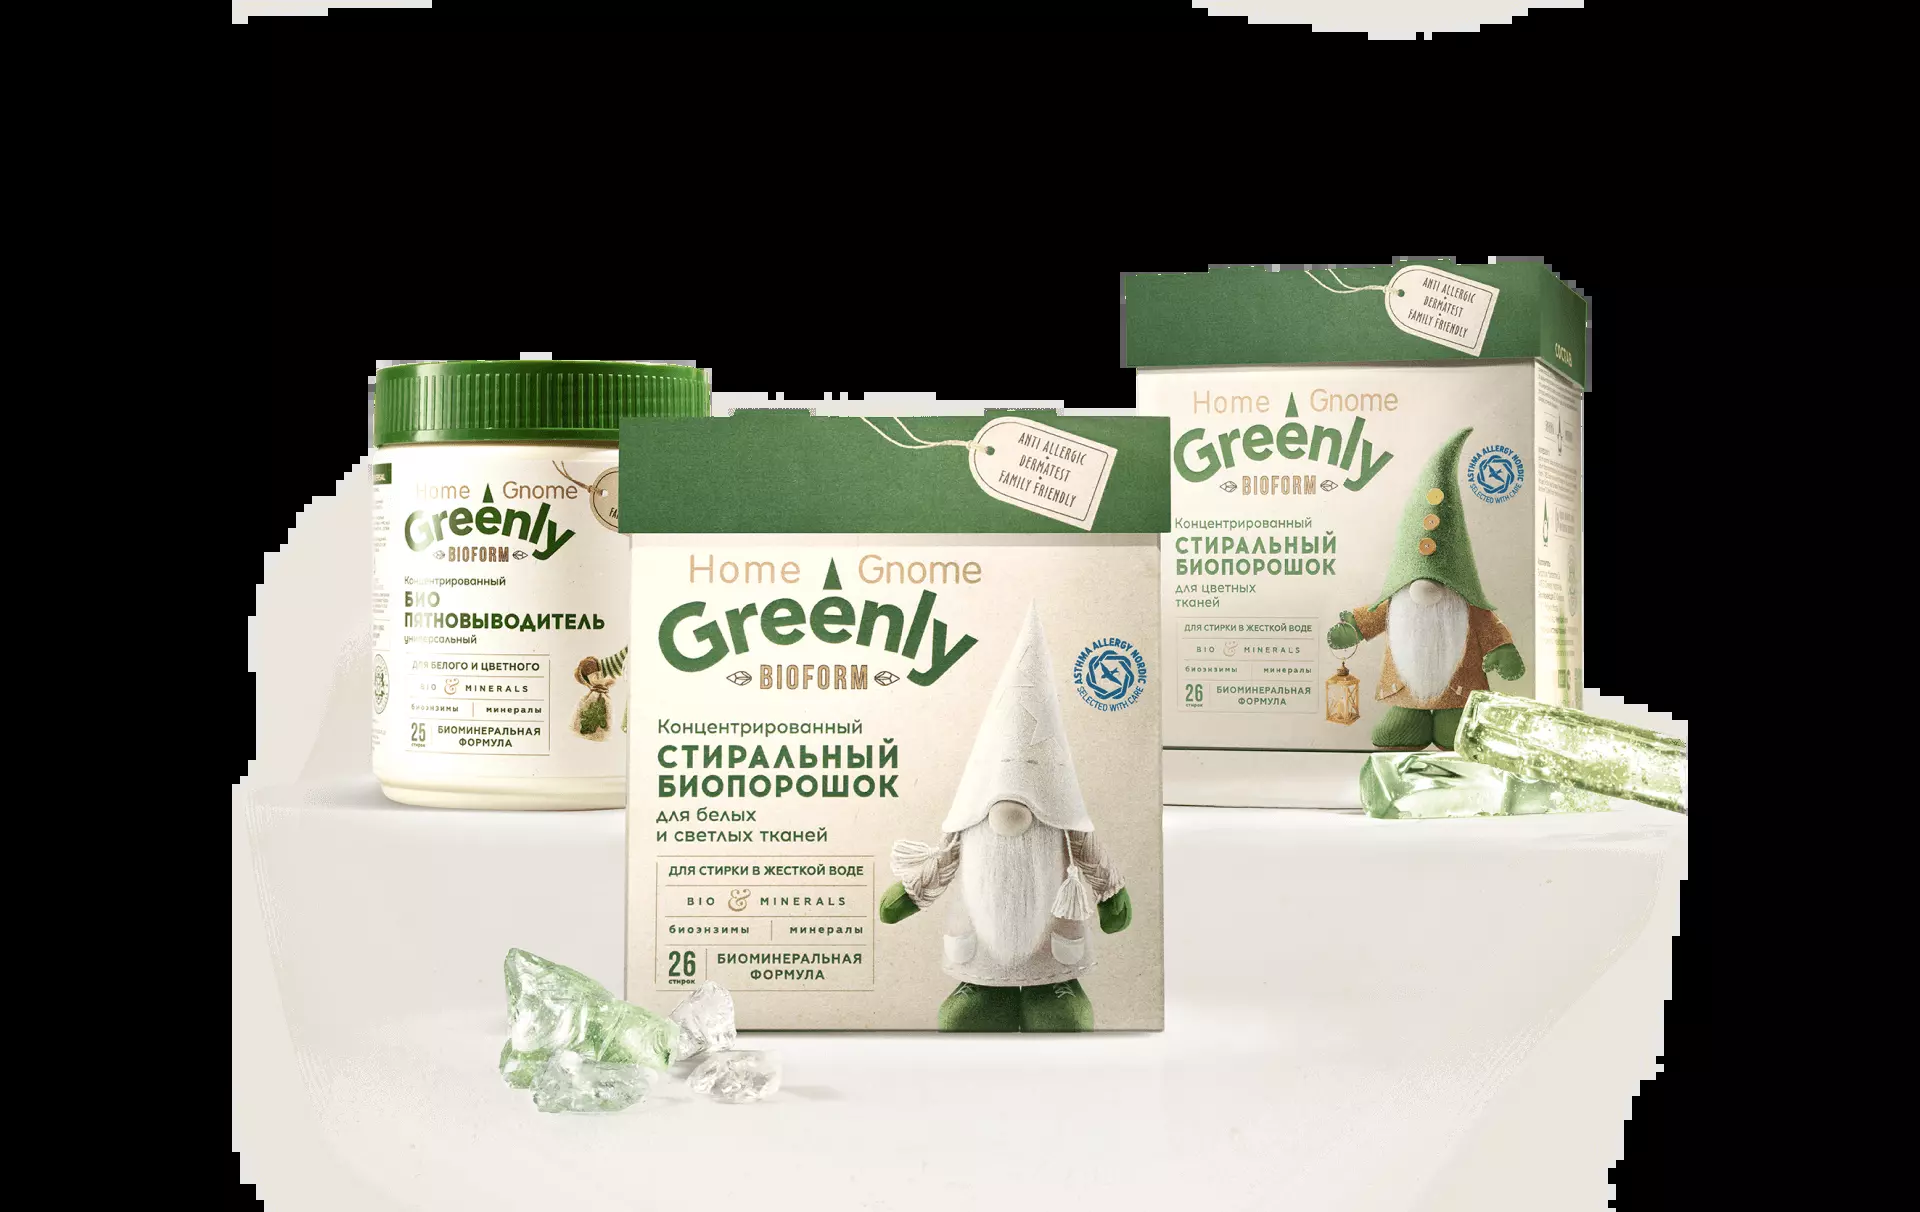 Home Gnome
Greenly
BIOFORM
Концентрированный
БИО
ПЯТНОВЫВОДИТЕЛЬ
универсальный
ДЛЯ БЕЛОГО И ЦВЕТНОГО
BIO & MINERALS
биоэнзимы | минералы
25
стирок
БИОМИНЕРАЛЬНАЯ
ФОРМУЛА
ANTI ALLERGIC
DERMATEST
FAMILY FRIENDLY
Home Gnome
Greenly
BIOFORM
ASTHMA ALLERGY NORDIC
SELECTED WITH CARE
Концентрированный
СТИРАЛЬНЫЙ
БИОПОРОШОК
для белых
и светлых тканей
ДЛЯ СТИРКИ В ЖЕСТКОЙ ВОДЕ
BIO & MINERALS
биоэнзимы | минералы
26
стирок
БИОМИНЕРАЛЬНАЯ
ФОРМУЛА
ANTI ALLERGIC
DERMATEST
FAMILY FRIENDLY
СОСТАВ
Home Gnome
Greenly
BIOFORM
ASTHMA ALLERGY NORDIC
SELECTED WITH CARE
Концентрированный
СТИРАЛЬНЫЙ
БИОПОРОШОК
для цветных
тканей
ДЛЯ СТИРКИ В ЖЕСТКОЙ ВОДЕ
BIO & MINERALS
биоэнзимы | минералы
26
стирок
БИОМИНЕРАЛЬНАЯ
ФОРМУЛА